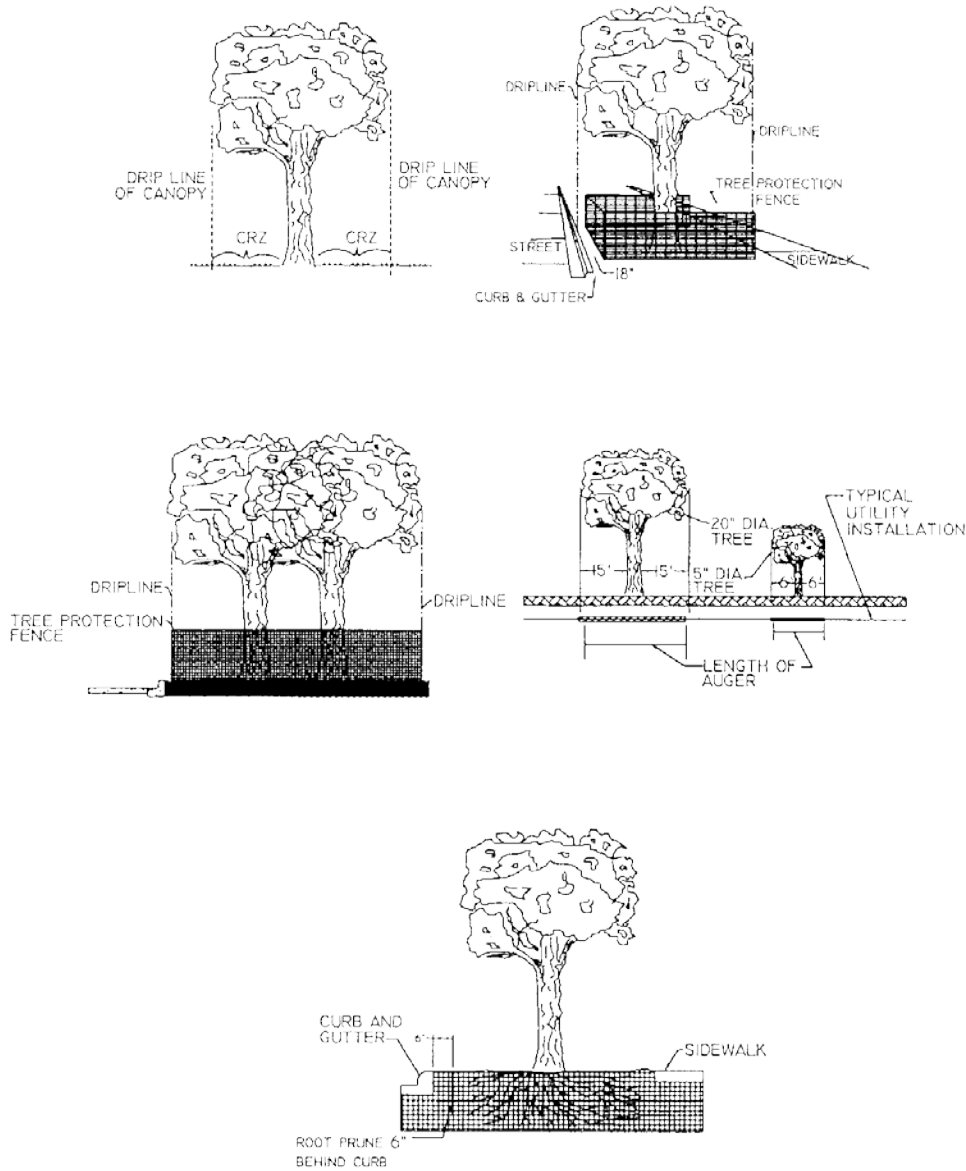 DRIP LINE
OF CANOPY
DRIP LINE
OF CANOPY
CRZ
CRZ
DRIPLINE
DRIPLINE
TREE PROTECTION
FENCE
STREET
SIDEWALK
18"
CURB & GUTTER
DRIPLINE
DRIPLINE
TREE PROTECTION
FENCE
TYPICAL
UTILITY
INSTALLATION
20" DIA
TREE
15'
15'
5" DIA
TREE
6'
6'
LENGTH OF
AUGER
CURB AND
GUTTER
6"
SIDEWALK
ROOT PRUNE 6"
BEHIND CURB